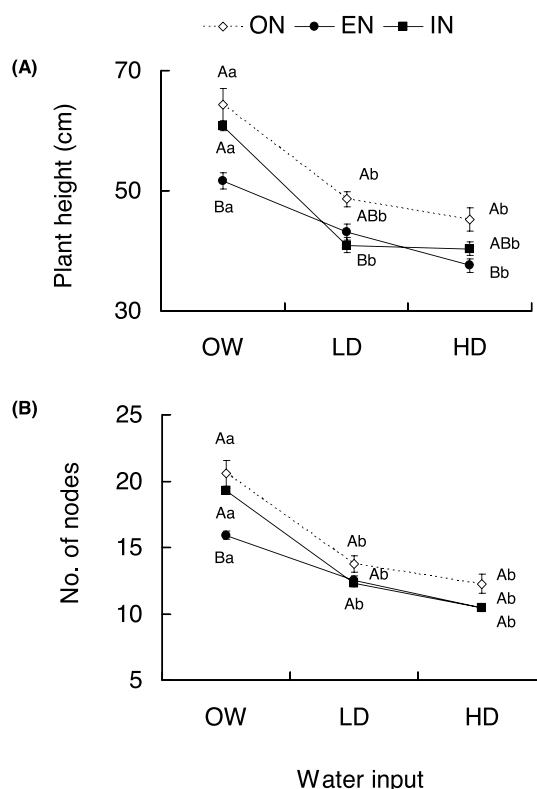 ON EN IN
(A)
Plant height (cm)
70
50
30
Aa
Aa
Ba
Ab
ABb
Bb
Ab
ABb
Bb
OW LD HD
(B)
No. of nodes
25
20
15
10
5
Aa
Aa
Ba
Ab
Ab
Ab
Ab
Ab
Ab
OW LD HD
Water input